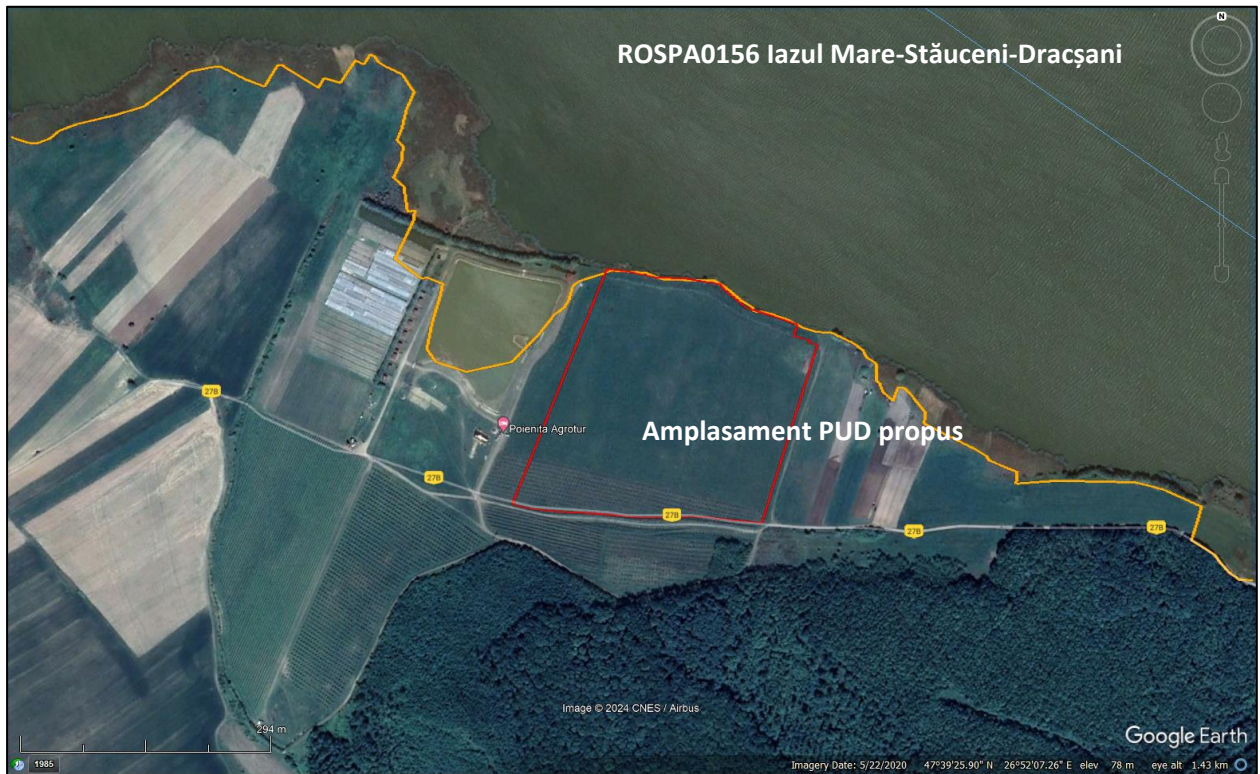 N
ROSPA0156 Iazul Mare-Stăuceni-Dracșani
27B
Poienita Agrotur
Amplasament PUD propus
27B
27B
27B
27B
Image © 2024 CNES / Airbus
294 m
Google Earth
1985
Imagery Date: 5/22/2020 47°39'25.90" N 26°52'07.26" E elev 78 m eye alt 1.43 km